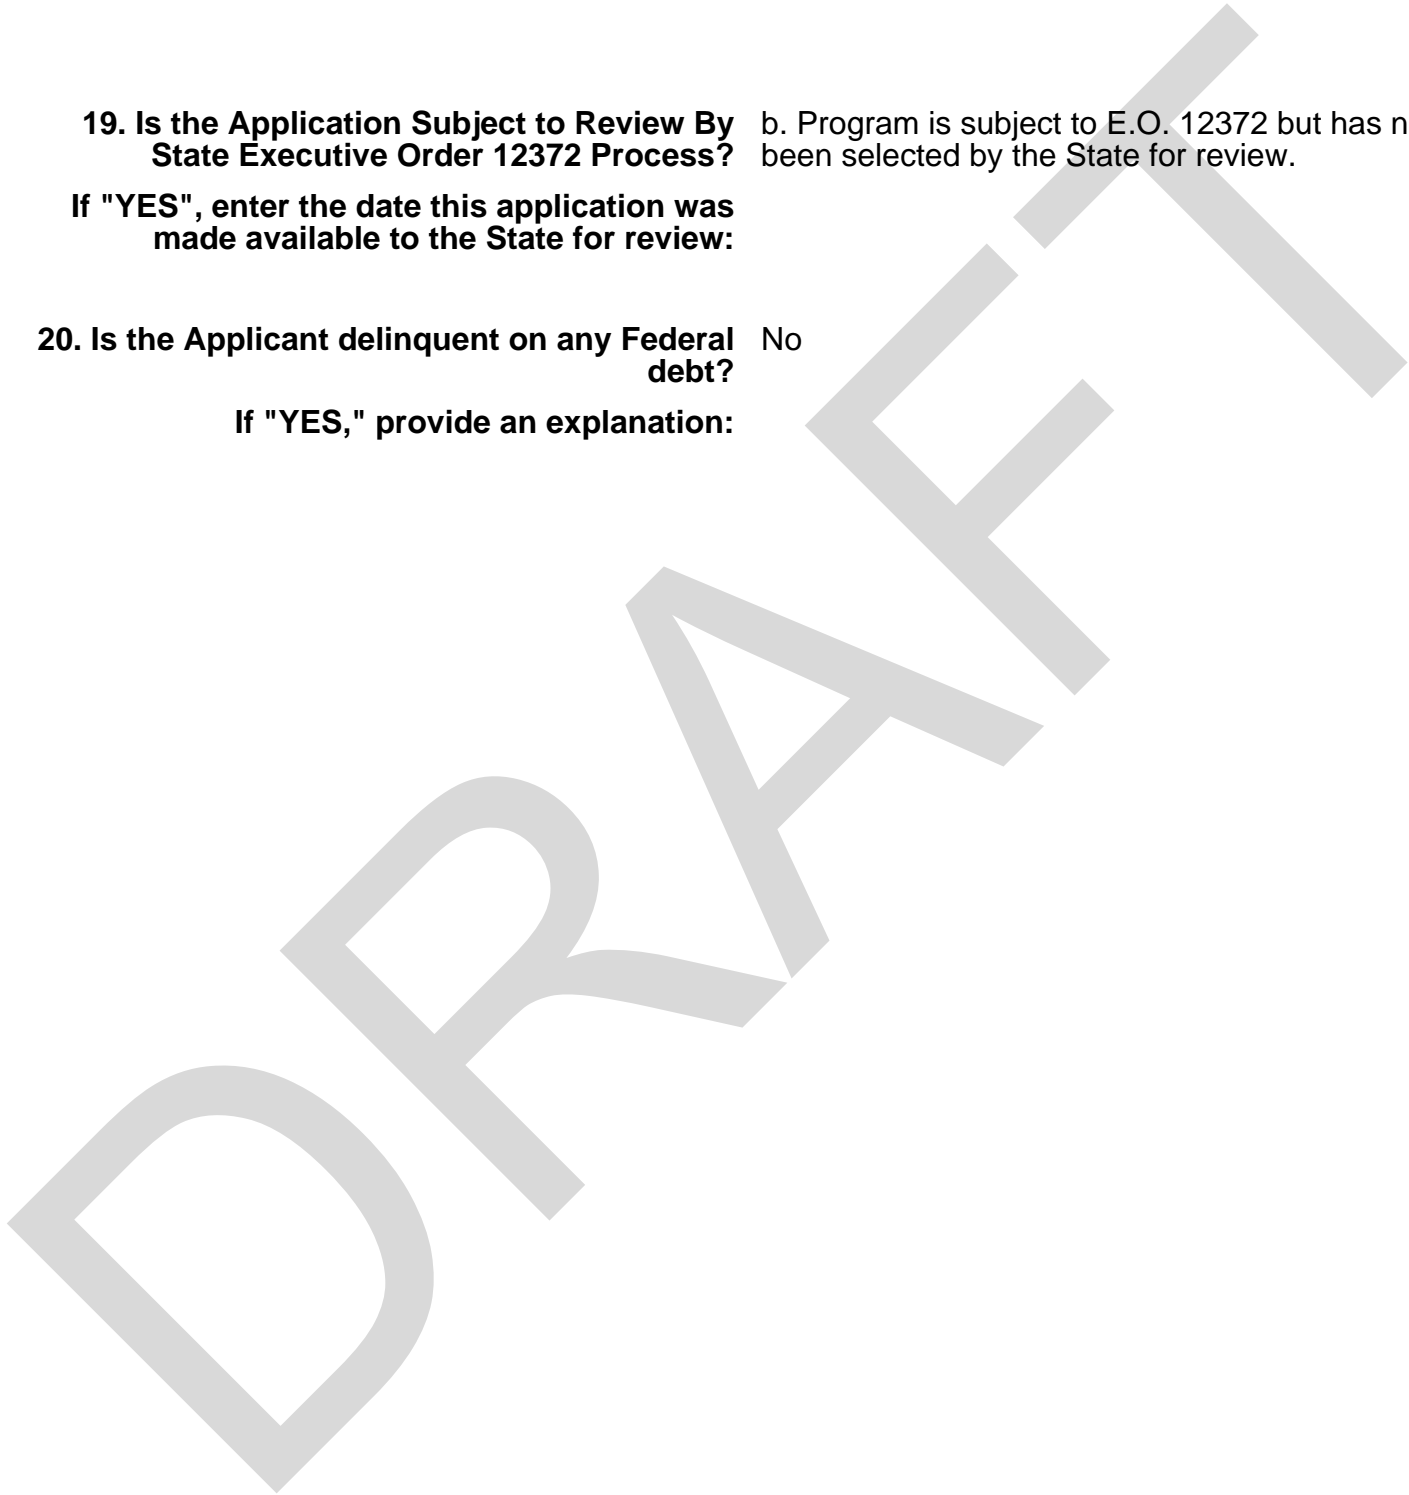 19. Is the Application Subject to Review By
State Executive Order 12372 Process?
b. Program is subject to E.O. 12372 but has n
been selected by the State for review.
If "YES", enter the date this application was
made available to the State for review:
20. Is the Applicant delinquent on any Federal
debt?
No
If "YES," provide an explanation:
DRAFT